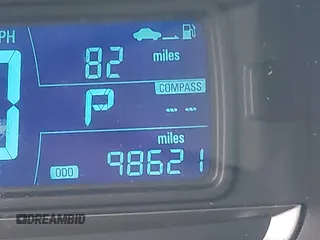 PH
82 miles
P
COMPASS
-- --
miles
ODO 98621
DREAMBID